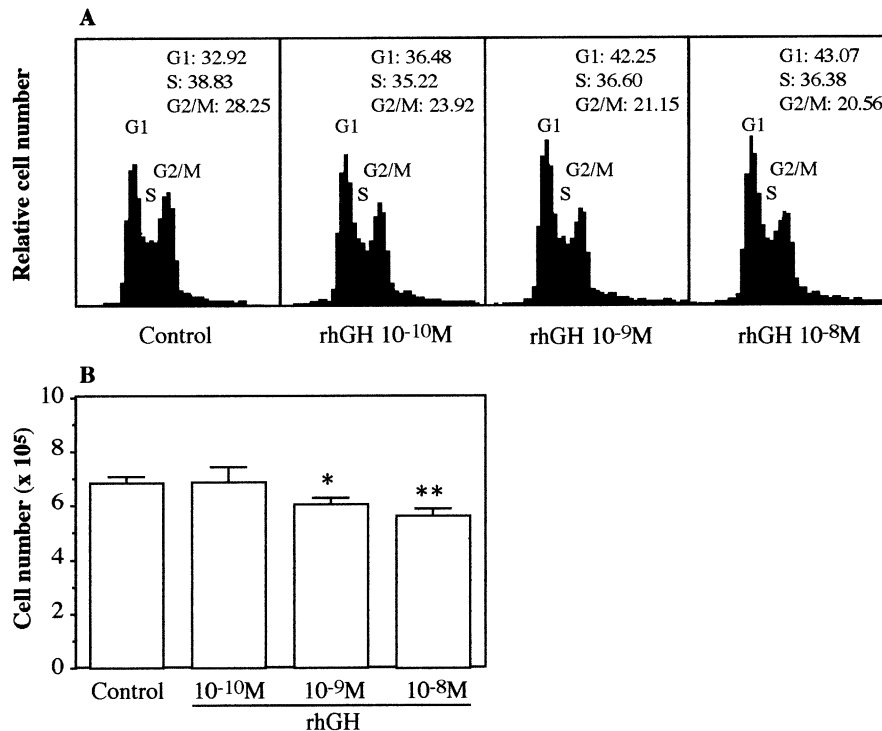 A
Relative cell number
G1: 32.92
S: 38.83
G2/M: 28.25
G1
S
G2/M
Control
G1: 36.48
S: 35.22
G2/M: 23.92
G1
S
G2/M
rhGH 10-10M
G1: 42.25
S: 36.60
G2/M: 21.15
G1
S
G2/M
rhGH 10-9M
G1: 43.07
S: 36.38
G2/M: 20.56
G1
S
G2/M
rhGH 10-8M
B
Cell number (x 10⁵)
10
8
6
4
2
0
*
**
Control
10-10M
10-9M
10-8M
rhGH